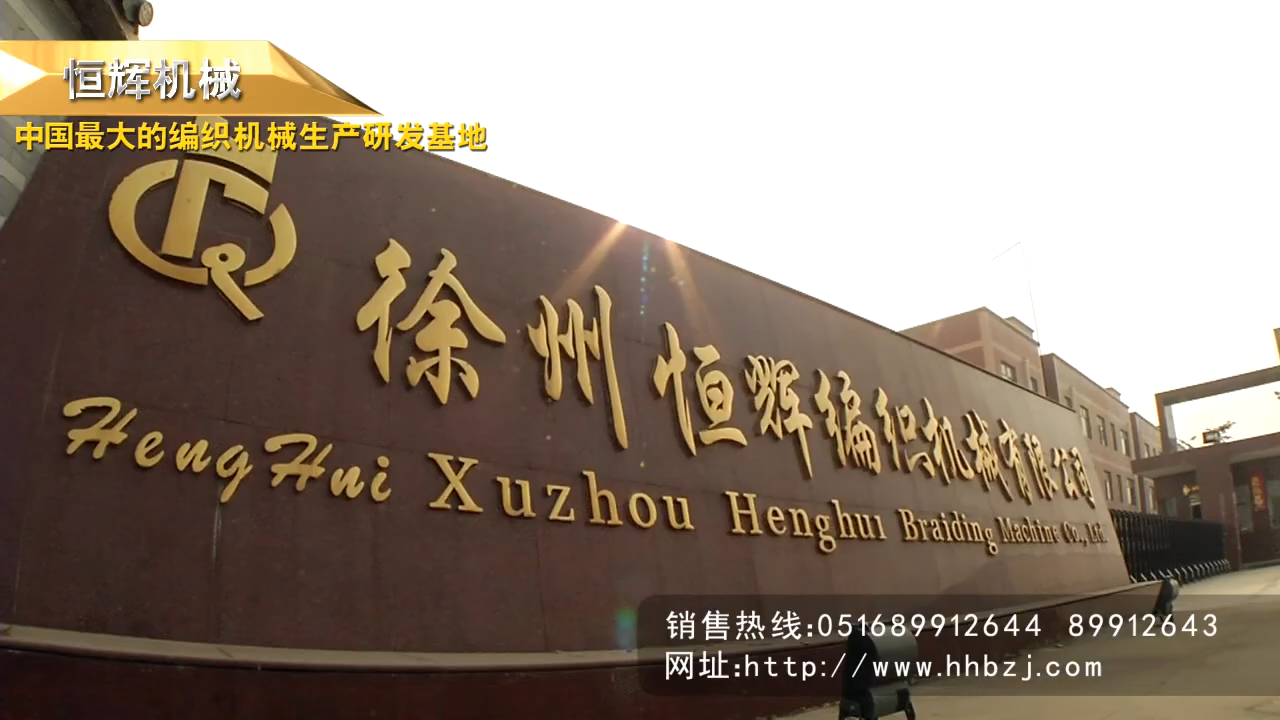 恒辉机械
中国最大的编织机械生产研发基地
徐州恒辉编织机械有限公司
HengHui Xuzhou Henghui Braiding Machine Co., Ltd.
销售热线:051689912644 89912643
网址:http://www.hhbzj.com